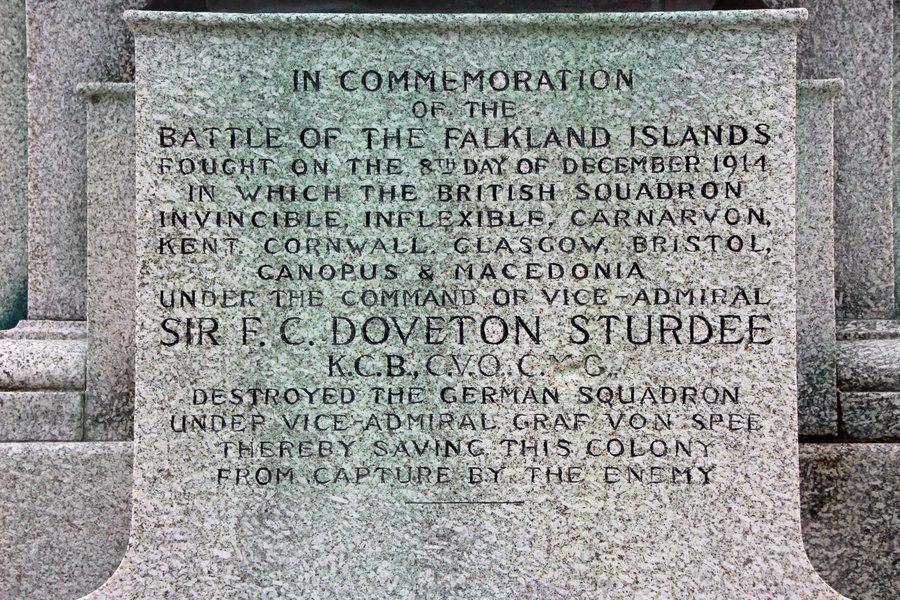 IN COMMEMORATION
OF THE
BATTLE OF THE FALKLAND ISLANDS
FOUGHT ON THE 8TH DAY OF DECEMBER 1914
IN WHICH THE BRITISH SQUADRON
INVINCIBLE, INFLEXIBLE, CARNARVON,
KENT, CORNWALL, GLASGOW, BRISTOL,
CANOPUS & MACEDONIA
UNDER THE COMMAND OF VICE-ADMIRAL
SIR F. C. DOVETON STURDEE
K.C.B., C.V.O., C.M.G.
DESTROYED THE GERMAN SQUADRON
UNDER VICE-ADMIRAL GRAF VON SPEE
THEREBY SAVING THIS COLONY
FROM CAPTURE BY THE ENEMY